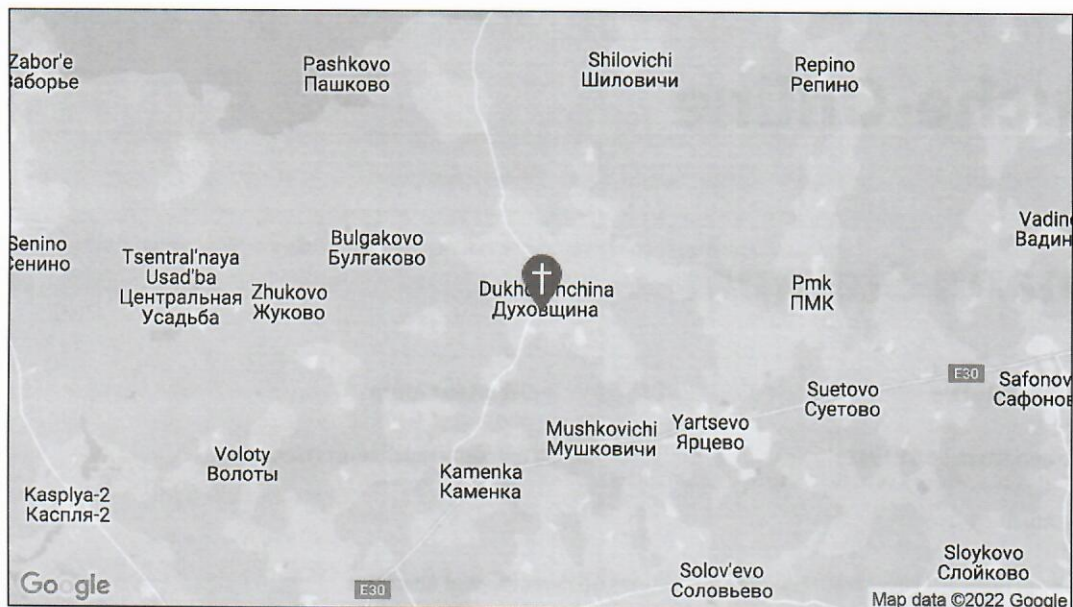 Zabor'e
Заборье
Pashkovo
Пашково
Shilovichi
Шиловичи
Repino
Репино
Senino
Сенино
Tsentral'naya
Usad'ba
Центральная
Усадьба
Zhukovo
Жуково
Bulgakovo
Булгаково
Духовщина
Pmk
ПМК
Vadin
Вадин
E30
Safonov
Сафонов
Suetovo
Суетово
Yartsevo
Ярцево
Mushkovichi
Мушковичи
Voloty
Волоты
Kamenka
Каменка
Kasplya-2
Каспля-2
Sloykovo
Слойково
Solov'evo
Соловьево
E30
Google
Map data ©2022 Google